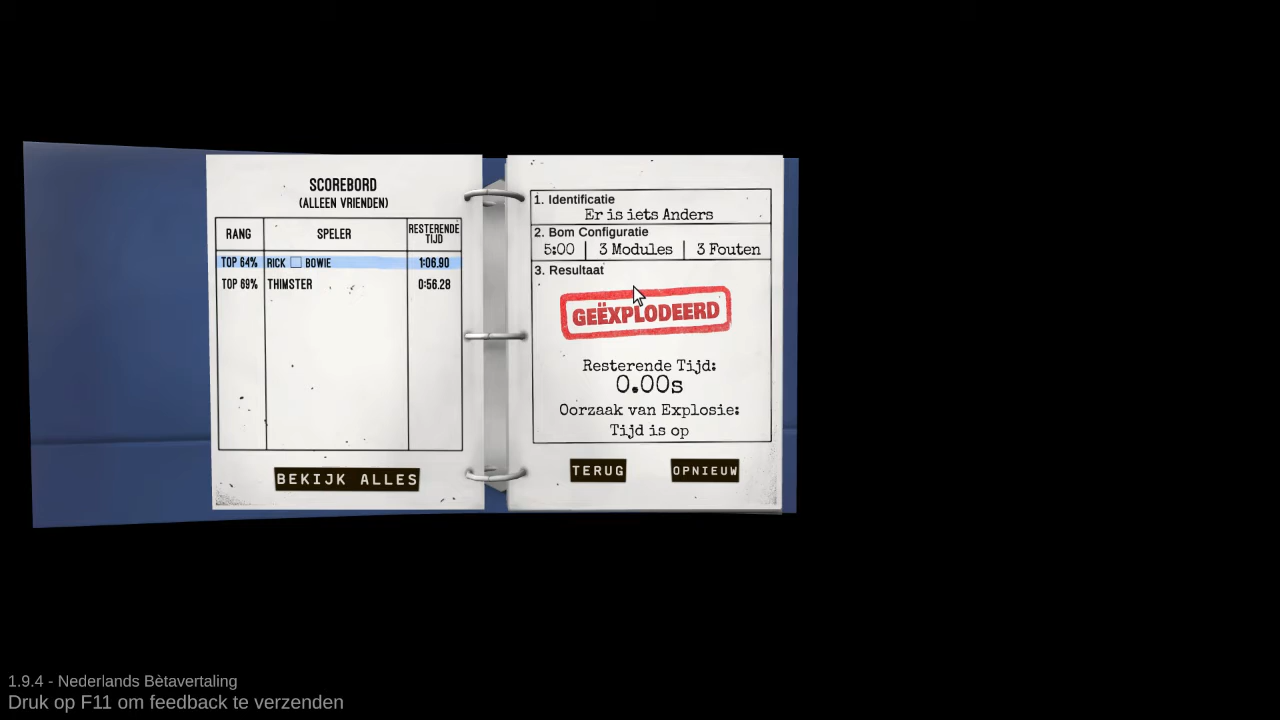 SCOREBORD
(ALLEEN VRIENDEN)
RANG SPELER RESTERENDE TIJD
TOP 64% RICK □ BOWIE 1:06.90
TOP 69% THIMSTER 0:56.28
BEKIJK ALLES
1. Identificatie
Er is iets Anders
2. Bom Configuratie
5:00 3 Modules 3 Fouten
3. Resultaat
GEËXPLODEERD
Resterende Tijd:
0.00s
Oorzaak van Explosie:
Tijd is op
TERUG OPNIEUW
1.9.4 - Nederlands Bètavertaling
Druk op F11 om feedback te verzenden